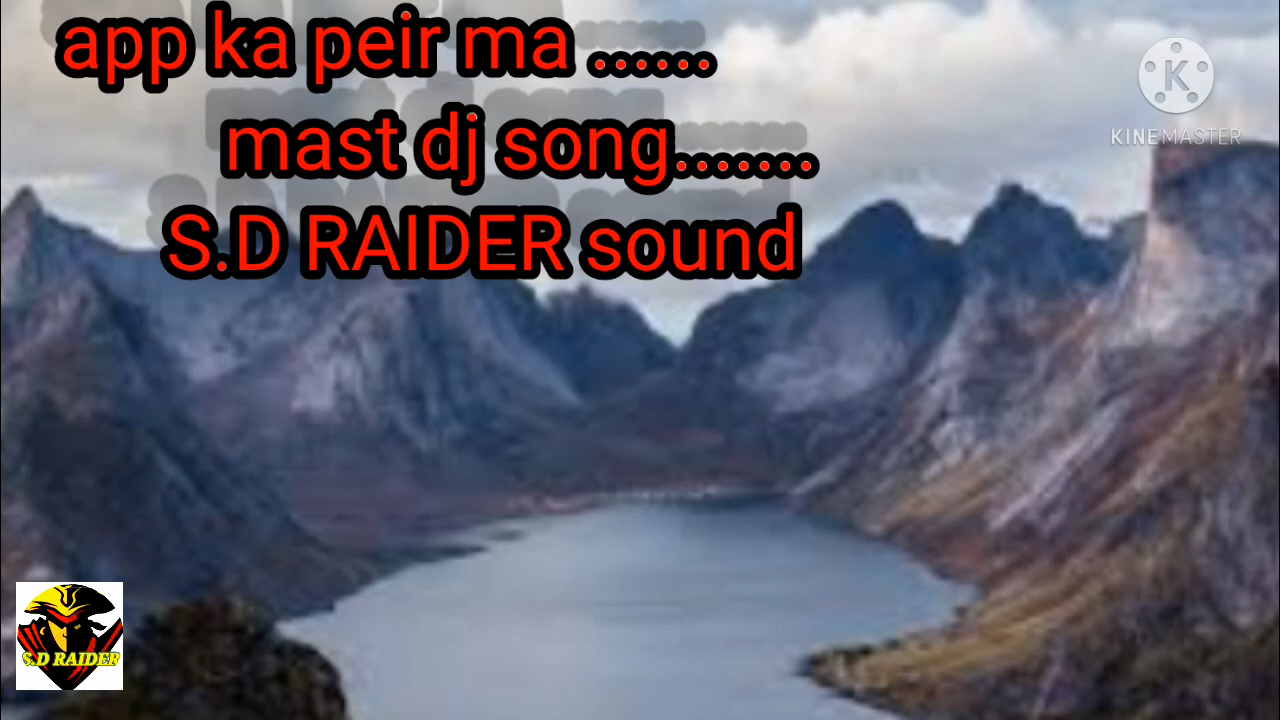 app ka peir ma ......
KINEMASTER
mast dj song.......
S.D RAIDER sound
S.D RAIDER